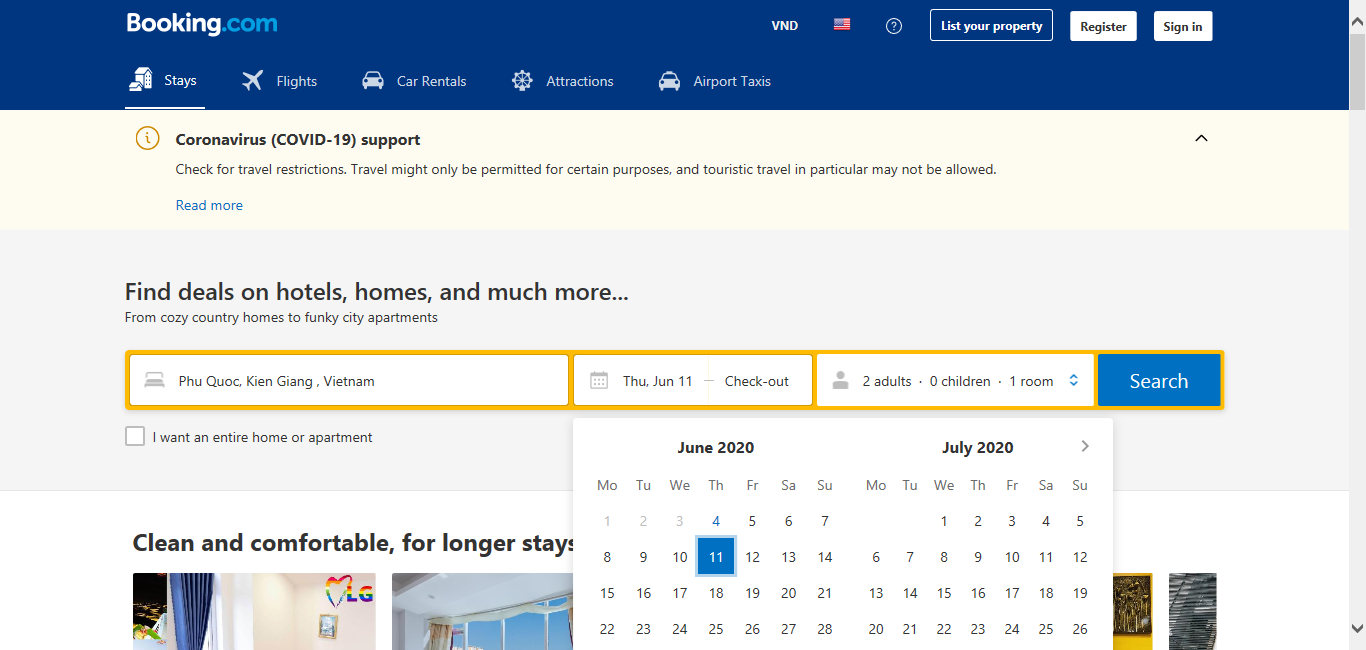 Booking.com
VND
List your property
Register
Sign in
Stays
Flights
Car Rentals
Attractions
Airport Taxis
Coronavirus (COVID-19) support
Check for travel restrictions. Travel might only be permitted for certain purposes, and touristic travel in particular may not be allowed.
Read more
Find deals on hotels, homes, and much more...
From cozy country homes to funky city apartments
Phu Quoc, Kien Giang , Vietnam
Thu, Jun 11 — Check-out
2 adults · 0 children · 1 room
Search
I want an entire home or apartment
June 2020
Mo Tu We Th Fr Sa Su
1 2 3 4 5 6 7
8 9 10 11 12 13 14
15 16 17 18 19 20 21
22 23 24 25 26 27 28
July 2020
Mo Tu We Th Fr Sa Su
1 2 3 4 5
6 7 8 9 10 11 12
13 14 15 16 17 18 19
20 21 22 23 24 25 26
Clean and comfortable, for longer stays
LG